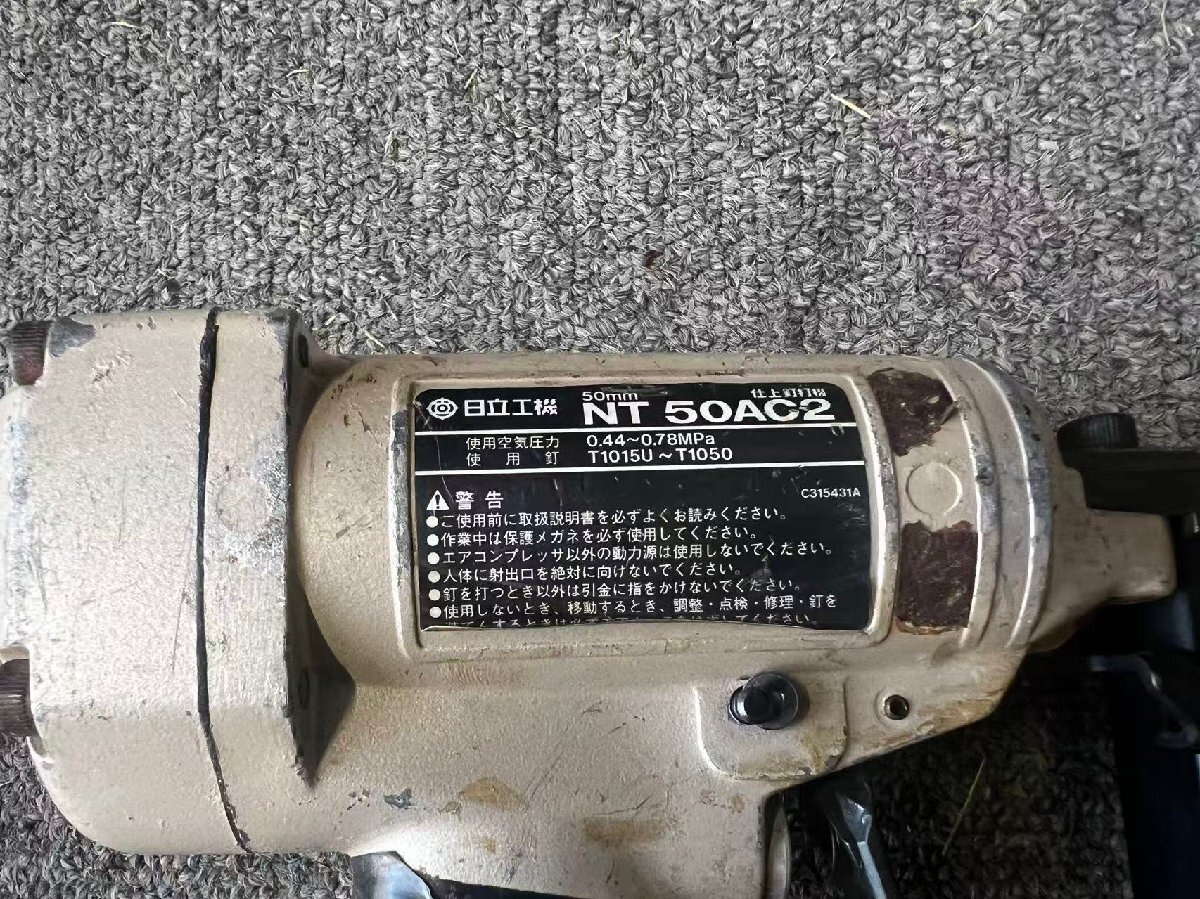 日立工機 50mm 仕上釘打機
NT 50AC2
使用空気圧力 0.44～0.78MPa
使用釘 T1015U～T1050
C315431A
警告
●ご使用前に取扱説明書を必ずよくお読みください。
●作業中は保護メガネを必ず使用してください。
●エアコンプレッサ以外の動力源は使用しないでください。
●人体に射出口を絶対に向けないでください。
●釘を打つとき以外は引金に指をかけないでください。
●使用しないとき、移動するとき、調整・点検・修理・釘を